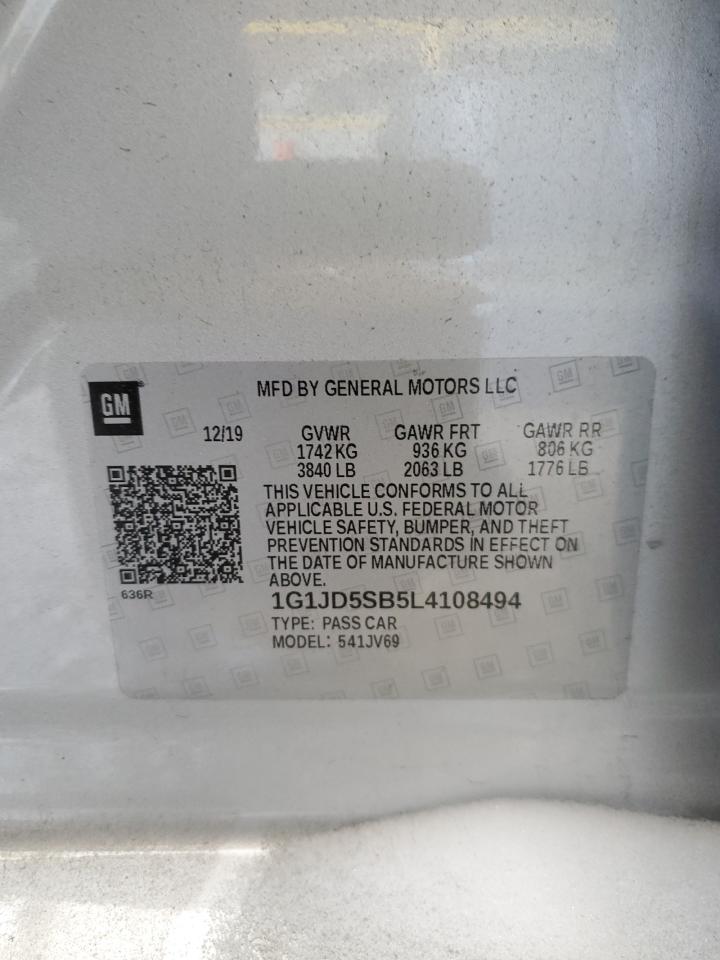 GM
MFD BY GENERAL MOTORS LLC
12/19 GVWR GAWR FRT GAWR RR
1742 KG 936 KG 806 KG
3840 LB 2063 LB 1776 LB
THIS VEHICLE CONFORMS TO ALL
APPLICABLE U.S. FEDERAL MOTOR
VEHICLE SAFETY, BUMPER, AND THEFT
PREVENTION STANDARDS IN EFFECT ON
THE DATE OF MANUFACTURE SHOWN
ABOVE.
636R
1G1JD5SB5L4108494
TYPE: PASS CAR
MODEL: 541JV69